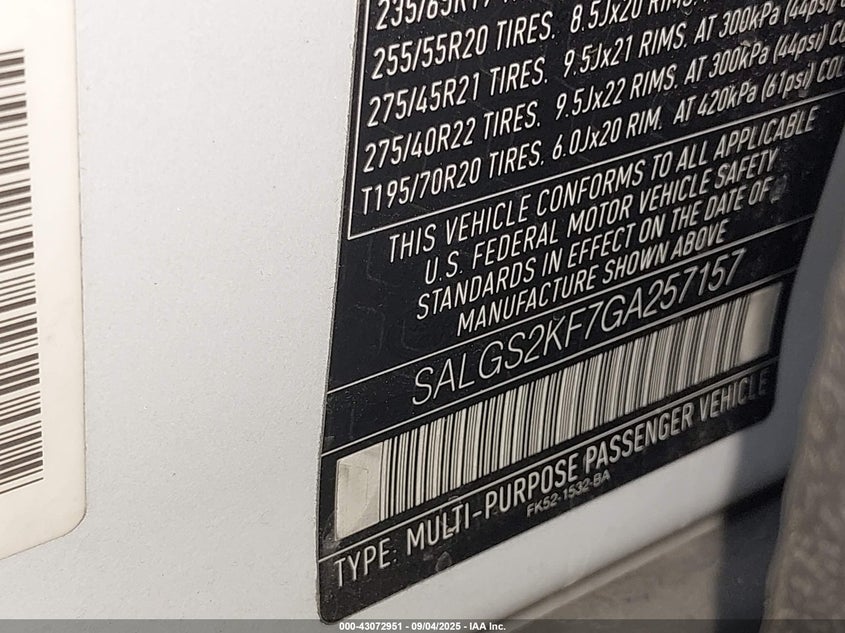 255/55R20 TIRES. 8.5Jx20 RIMS.
275/45R21 TIRES. 9.5Jx21 RIMS. AT 300kPa (44psi)
275/40R22 TIRES. 9.5Jx22 RIMS. AT 300kPa (44psi)
T195/70R20 TIRES. 6.0Jx20 RIM. AT 420kPa (61psi)
THIS VEHICLE CONFORMS TO ALL APPLICABLE
U.S. FEDERAL MOTOR VEHICLE SAFETY
STANDARDS IN EFFECT ON THE DATE OF
MANUFACTURE SHOWN ABOVE
SALGS2KF7GA257157
TYPE: MULTI-PURPOSE PASSENGER VEHICLE
FK52-1532-BA
000-43072951 - 09/04/2025 - IAA Inc.